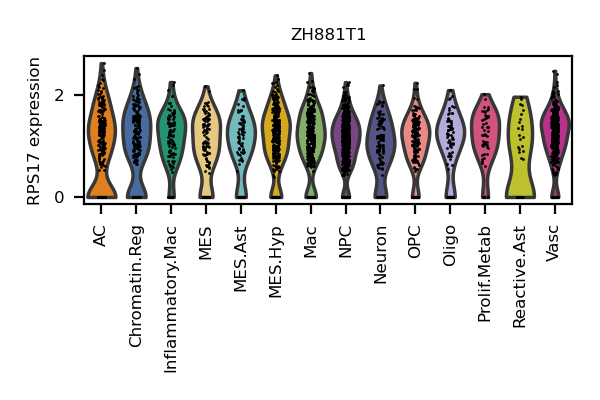 ZH881T1
RPS17 expression
2
0
AC
Chromatin.Reg
Inflammatory.Mac
MES
MES.Ast
MES.Hyp
Mac
NPC
Neuron
OPC
Oligo
Prolif.Metab
Reactive.Ast
Vasc